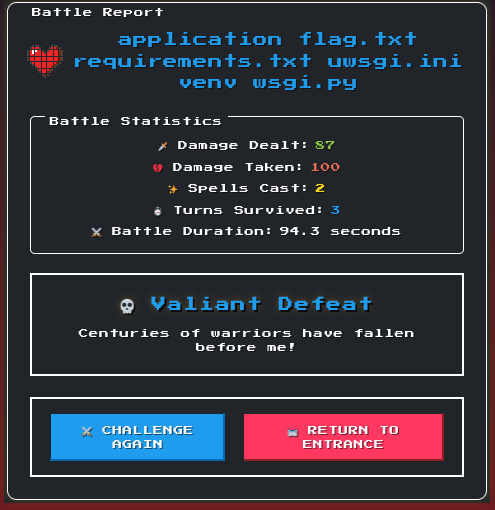 Battle Report
application flag.txt
requirements.txt uwsgi.ini
venv wsgi.py
Battle Statistics
Damage Dealt: 87
Damage Taken: 100
Spells Cast: 2
Turns Survived: 3
Battle Duration: 94.3 seconds
Valiant Defeat
Centuries of warriors have fallen
before me!
CHALLENGE
AGAIN
RETURN TO
ENTRANCE